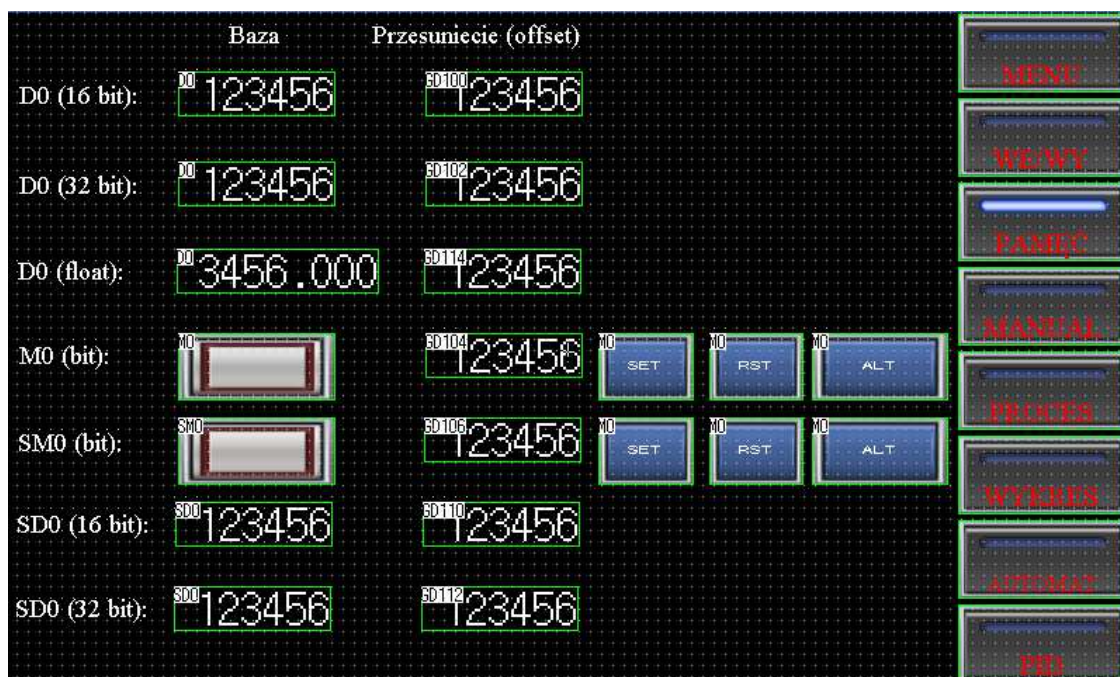 Baza Przesuniecie (offset)
D0 (16 bit): D0 123456 GD100 123456
D0 (32 bit): D0 123456 GD102 123456
D0 (float): D0 3456.000 GD114 123456
M0 (bit): M0 GD104 123456 M0 SET M0 RST M0 ALT
SM0 (bit): SM0 GD106 123456 M0 SET M0 RST M0 ALT
SD0 (16 bit): SD0 123456 GD110 123456
SD0 (32 bit): SD0 123456 GD112 123456
MENU
WE/WY
PAMĘĆ
MANUAL
PROCES
WYKRES
AUTOMAT
PID